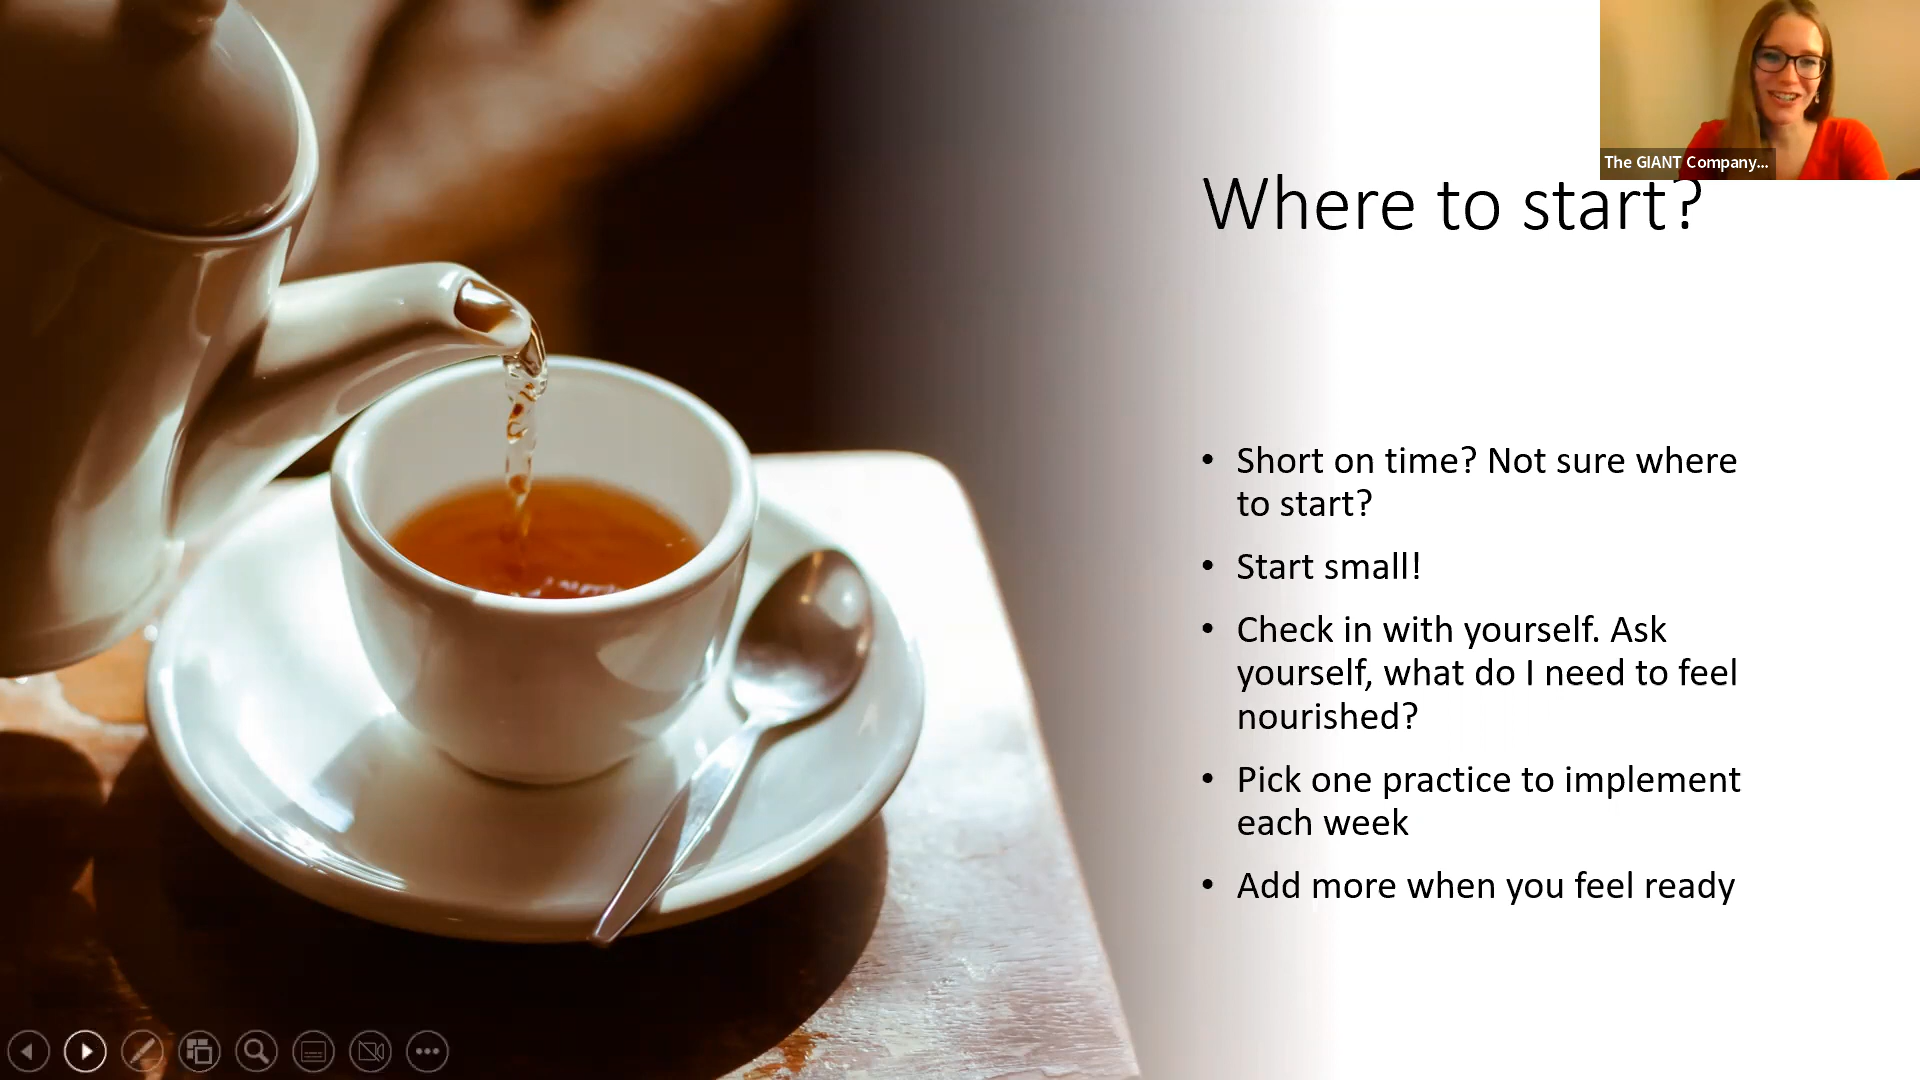 The GIANT Company...
Where to start?
• Short on time? Not sure where
to start?
• Start small!
• Check in with yourself. Ask
yourself, what do I need to feel
nourished?
• Pick one practice to implement
each week
• Add more when you feel ready